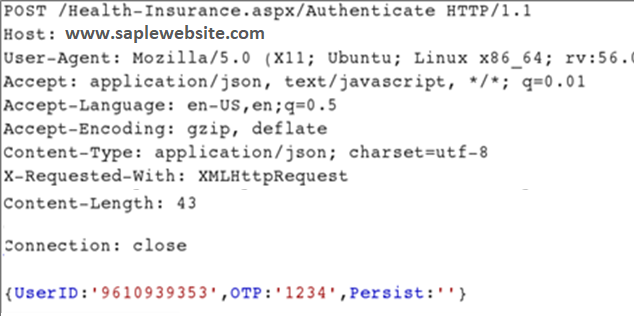 POST /Health-Insurance.aspx/Authenticate HTTP/1.1
Host: www.saplewebsite.com
User-Agent: Mozilla/5.0 (X11; Ubuntu; Linux x86_64; rv:56.0
Accept: application/json, text/javascript, */*; q=0.01
Accept-Language: en-US,en;q=0.5
Accept-Encoding: gzip, deflate
Content-Type: application/json; charset=utf-8
X-Requested-With: XMLHttpRequest
Content-Length: 43
Connection: close
{UserID:'9610939353',OTP:'1234',Persist:''}